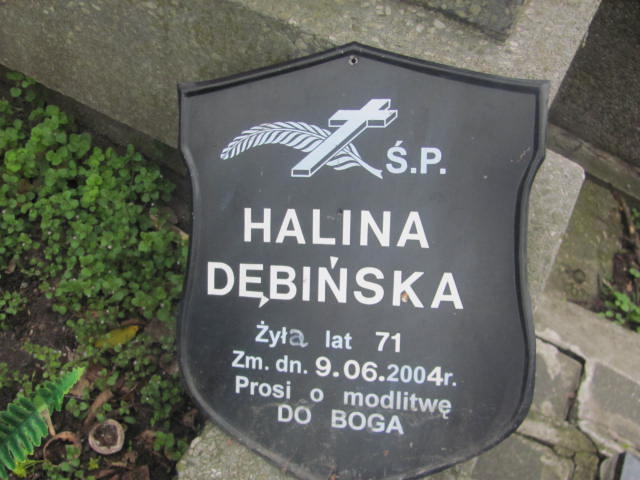 Ś.P.
HALINA
DĘBIŃSKA
Żyła lat 71
Zm. dn. 9.06.2004r.
Prosi o modlitwę
DO BOGA